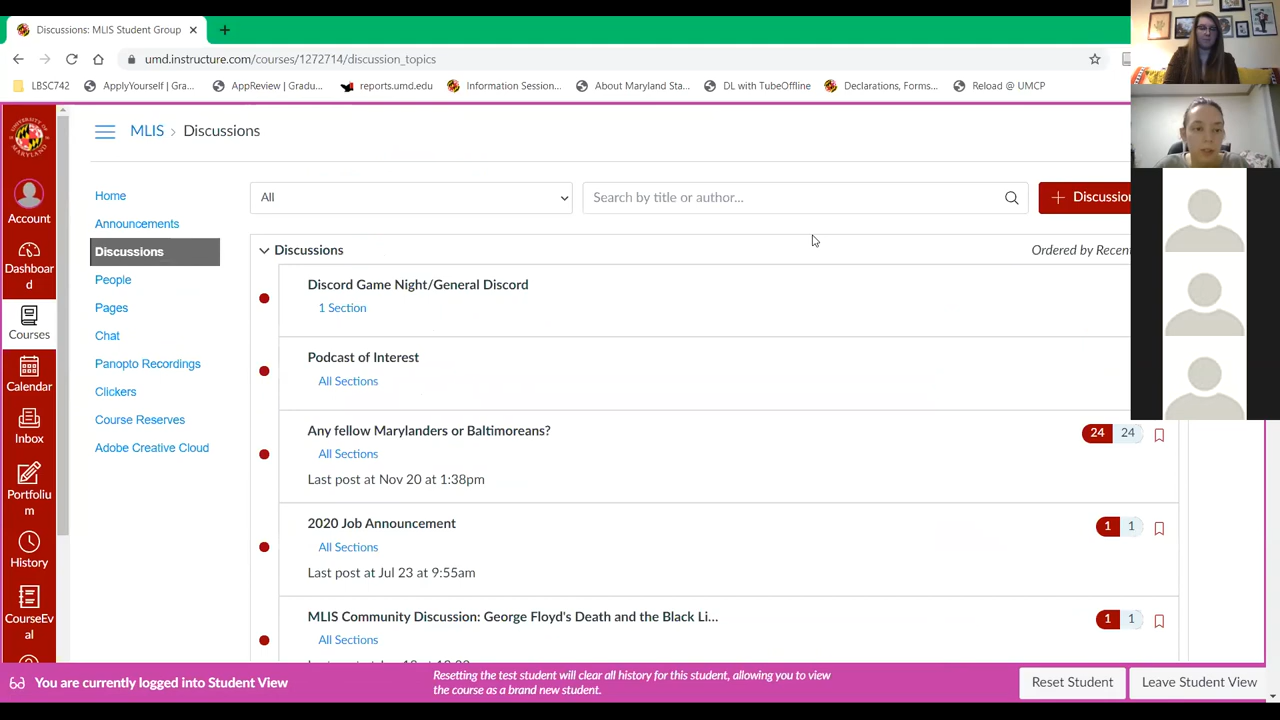 Discussions: MLIS Student Group
umd.instructure.com/courses/1272714/discussion_topics
LBSC742 ApplyYourself | (Gra... AppReview | (Gradu... reports.umd.edu Information Session... About Maryland Sta... DL with TubeOffline Declarations, Forms... Reload @ UMCP
MLIS › Discussions
Account
Dashboar
d
Courses
Calendar
Inbox
Portfoliu
m
History
CourseEv
al
Home
Announcements
Discussions
People
Pages
Chat
Panopto Recordings
Clickers
Course Reserves
Adobe Creative Cloud
All
Search by title or author...
+ Discussion
Discussions
Ordered by Recen
Discord Game Night/General Discord
1 Section
Podcast of Interest
All Sections
Any fellow Marylanders or Baltimoreans?
24 24
All Sections
Last post at Nov 20 at 1:38pm
2020 Job Announcement
1 1
All Sections
Last post at Jul 23 at 9:55am
MLIS Community Discussion: George Floyd's Death and the Black Li...
1 1
All Sections
You are currently logged into Student View
Resetting the test student will clear all history for this student, allowing you to view
the course as a brand new student.
Reset Student
Leave Student View